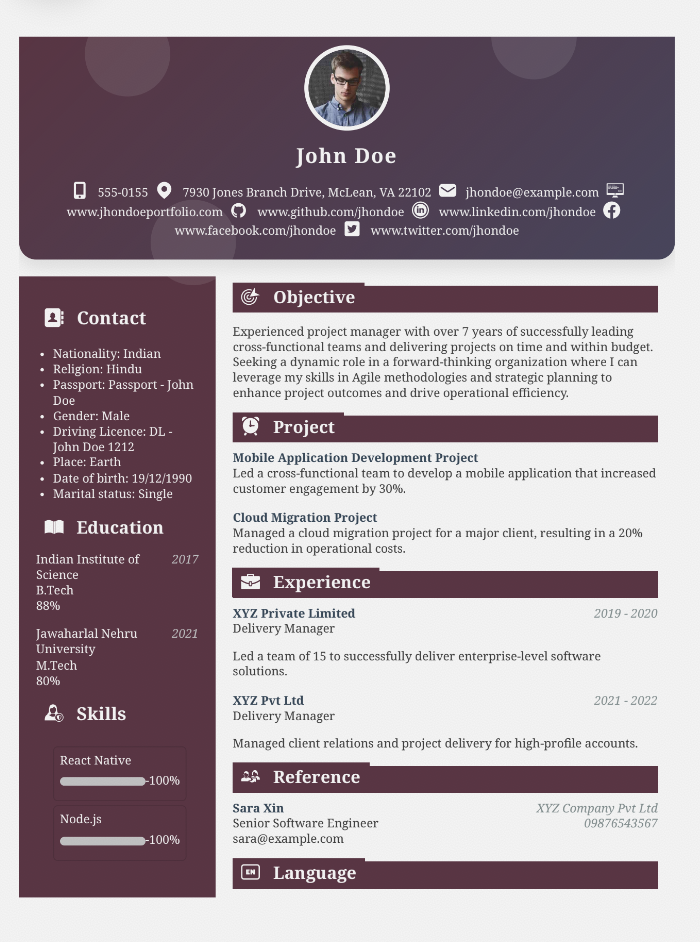 John Doe
555-0155 7930 Jones Branch Drive, McLean, VA 22102 jhondoe@example.com
www.jhondoeportfolio.com www.github.com/jhondoe www.linkedin.com/jhondoe
www.facebook.com/jhondoe www.twitter.com/jhondoe
Contact
• Nationality: Indian
• Religion: Hindu
• Passport: Passport - John
Doe
• Gender: Male
• Driving Licence: DL -
John Doe 1212
• Place: Earth
• Date of birth: 19/12/1990
• Marital status: Single
Education
Indian Institute of 2017
Science
B.Tech
88%
Jawaharlal Nehru 2021
University
M.Tech
80%
Skills
React Native
-100%
Node.js
-100%
Objective
Experienced project manager with over 7 years of successfully leading
cross-functional teams and delivering projects on time and within budget.
Seeking a dynamic role in a forward-thinking organization where I can
leverage my skills in Agile methodologies and strategic planning to
enhance project outcomes and drive operational efficiency.
Project
Mobile Application Development Project
Led a cross-functional team to develop a mobile application that increased
customer engagement by 30%.
Cloud Migration Project
Managed a cloud migration project for a major client, resulting in a 20%
reduction in operational costs.
Experience
XYZ Private Limited 2019 - 2020
Delivery Manager
Led a team of 15 to successfully deliver enterprise-level software
solutions.
XYZ Pvt Ltd 2021 - 2022
Delivery Manager
Managed client relations and project delivery for high-profile accounts.
Reference
Sara Xin XYZ Company Pvt Ltd
Senior Software Engineer 09876543567
sara@example.com
EN Language